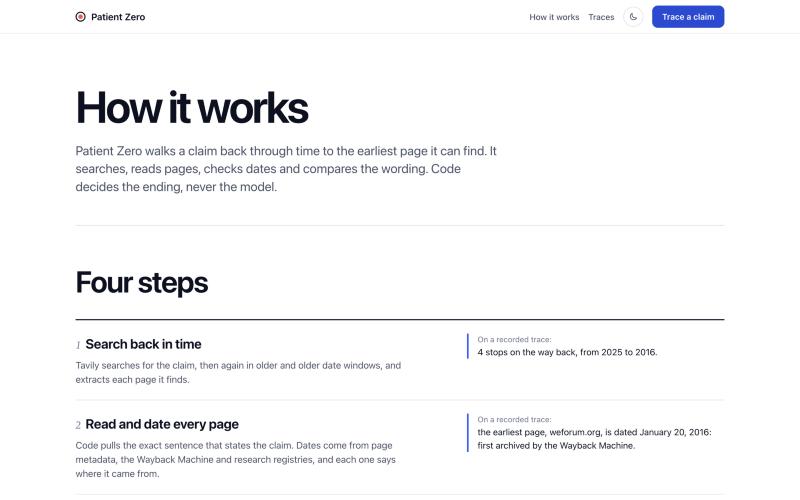 Patient Zero
How it works
Traces
Trace a claim
How it works
Patient Zero walks a claim back through time to the earliest page it can find. It
searches, reads pages, checks dates and compares the wording. Code
decides the ending, never the model.
Four steps
1 Search back in time
Tavily searches for the claim, then again in older and older date windows, and
extracts each page it finds.
On a recorded trace:
4 stops on the way back, from 2025 to 2016.
2 Read and date every page
Code pulls the exact sentence that states the claim. Dates come from page
metadata, the Wayback Machine and research registries, and each one says
where it came from.
On a recorded trace:
the earliest page, weforum.org, is dated January 20, 2016:
first archived by the Wayback Machine.